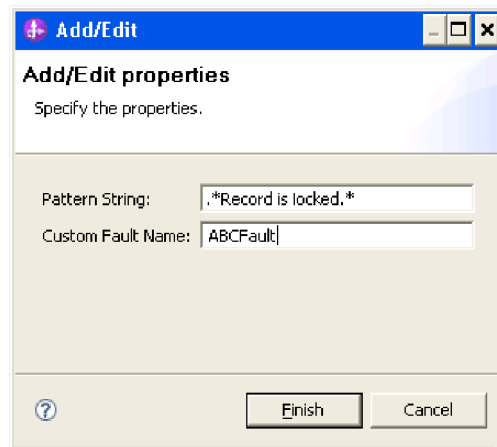 Add/Edit
Add/Edit properties
Specify the properties.
Pattern String: .*Record is locked.*
Custom Fault Name: ABCFault
Finish Cancel